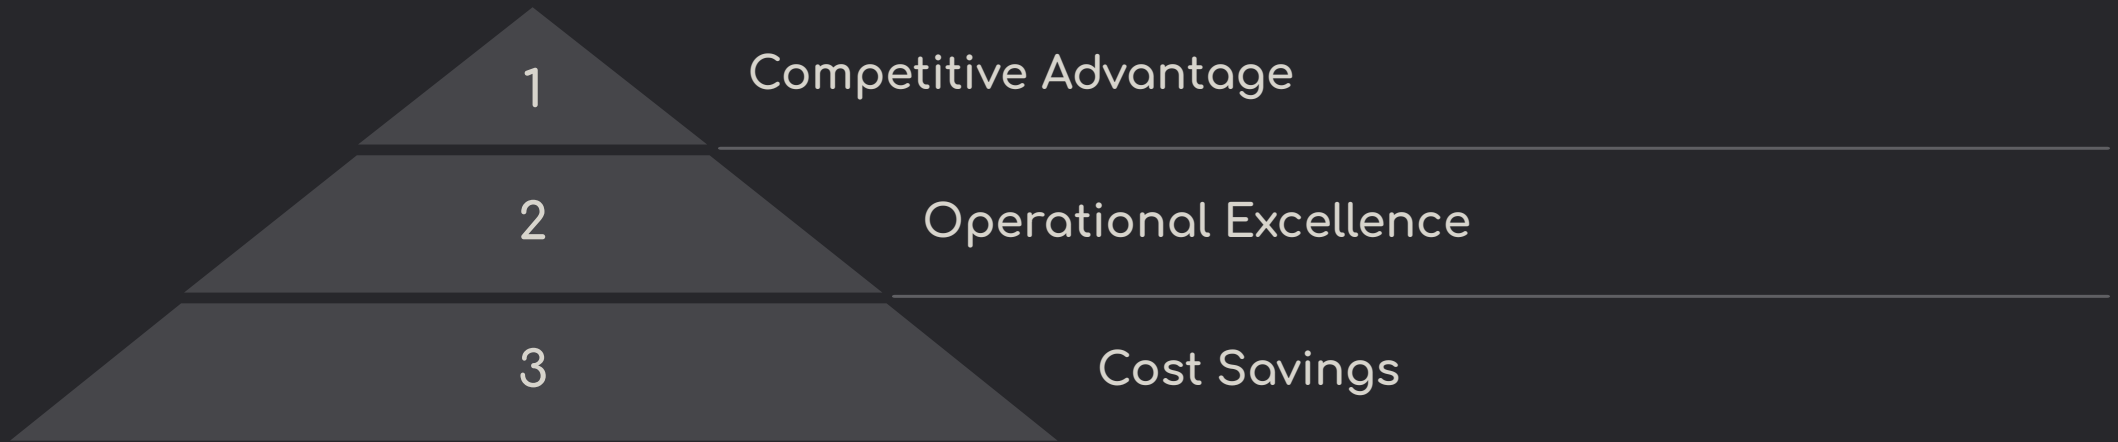 1 Competitive Advantage
2 Operational Excellence
3 Cost Savings